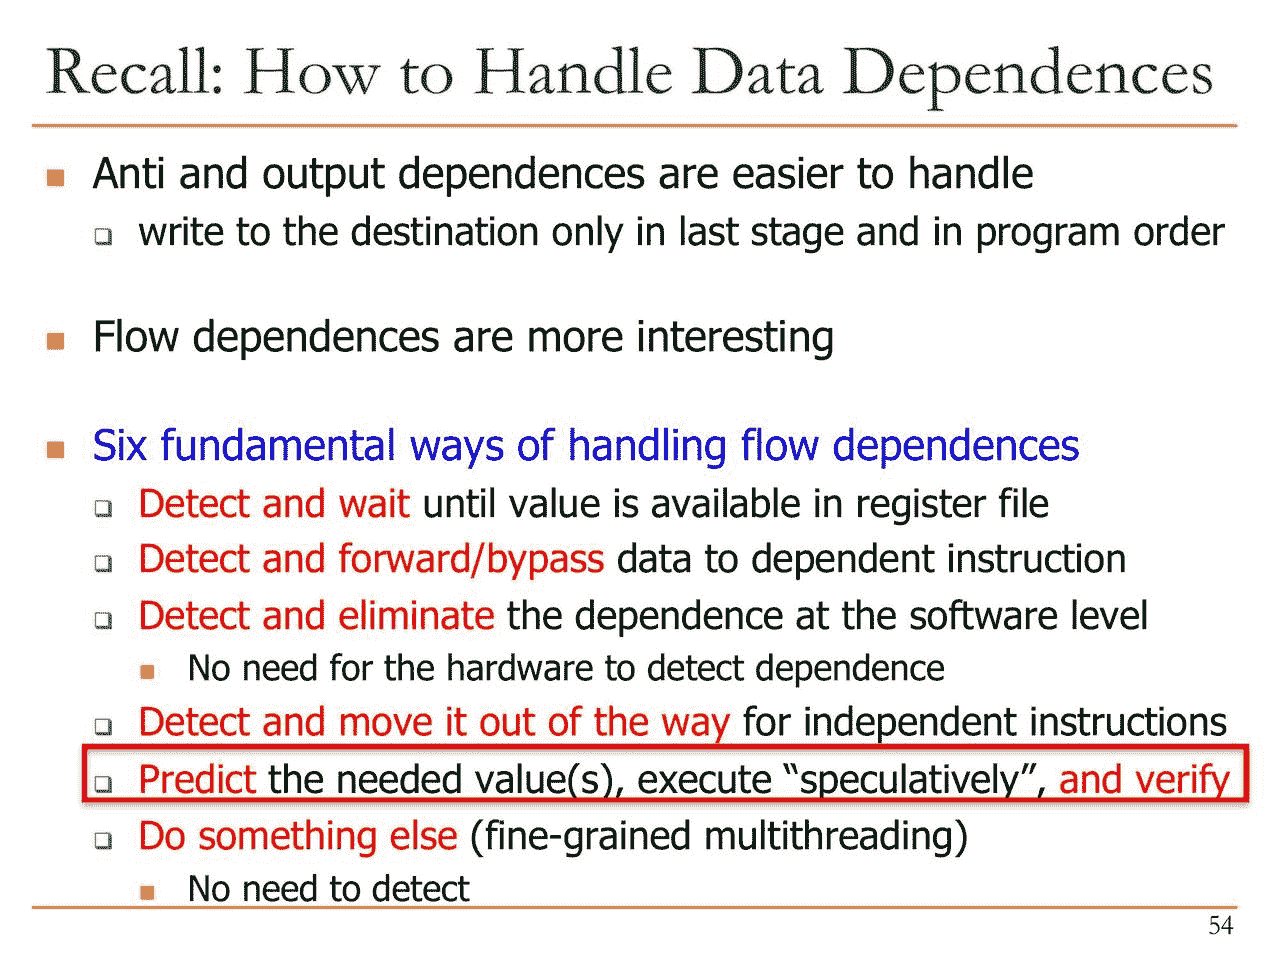 Recall: How to Handle Data Dependences
Anti and output dependences are easier to handle
write to the destination only in last stage and in program order
Flow dependences are more interesting
Six fundamental ways of handling flow dependences
Detect and wait until value is available in register file
Detect and forward/bypass data to dependent instruction
Detect and eliminate the dependence at the software level
No need for the hardware to detect dependence
Detect and move it out of the way for independent instructions
Predict the needed value(s), execute “speculatively”, and verify
Do something else (fine-grained multithreading)
No need to detect
54